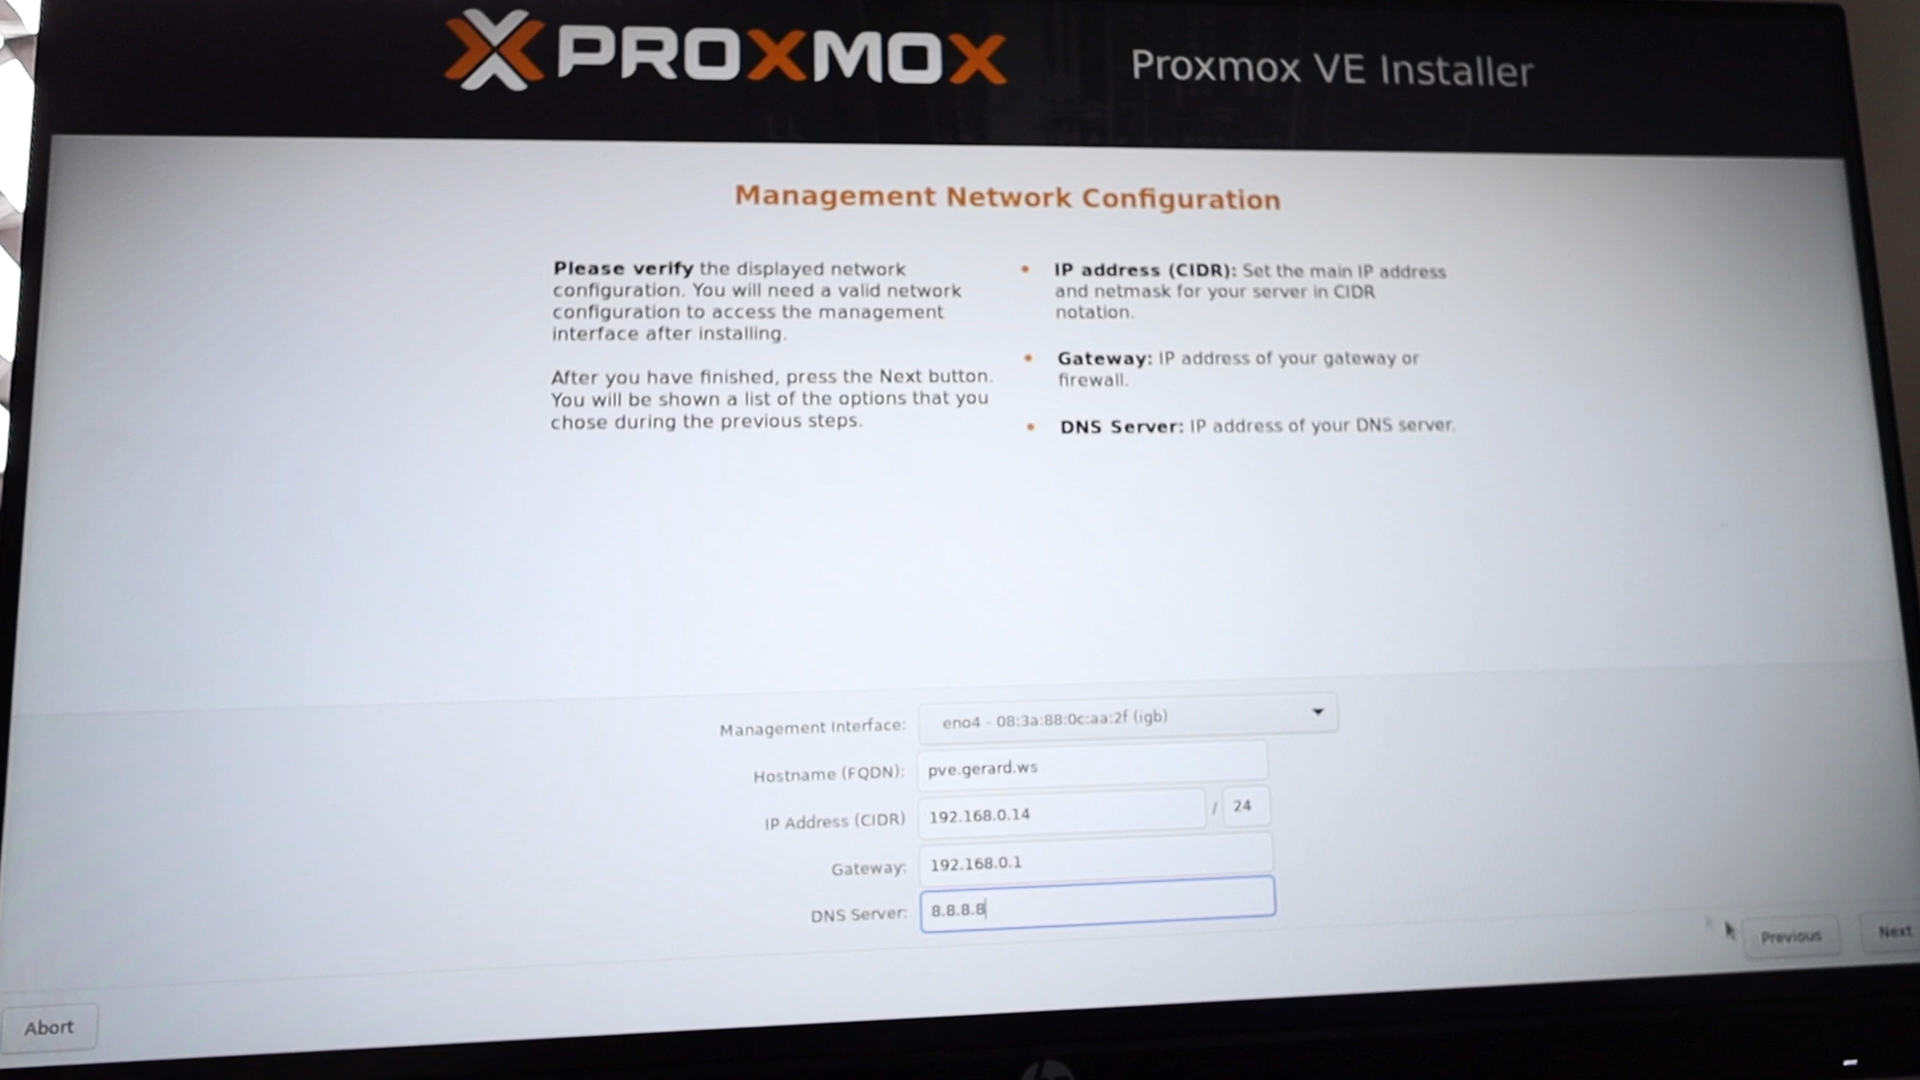 PROXMOX
Proxmox VE Installer
Management Network Configuration
Please verify the displayed network
configuration. You will need a valid network
configuration to access the management
interface after installing.
After you have finished, press the Next button.
You will be shown a list of the options that you
chose during the previous steps.
• IP address (CIDR): Set the main IP address
and netmask for your server in CIDR
notation.
• Gateway: IP address of your gateway or
firewall.
• DNS Server: IP address of your DNS server.
Management Interface: eno4 - 08:3a:88:0c:aa:2f (igb)
Hostname (FQDN): pve.gerard.ws
IP Address (CIDR) 192.168.0.14 / 24
Gateway: 192.168.0.1
DNS Server: 8.8.8.8
Previous
Next
Abort
hp